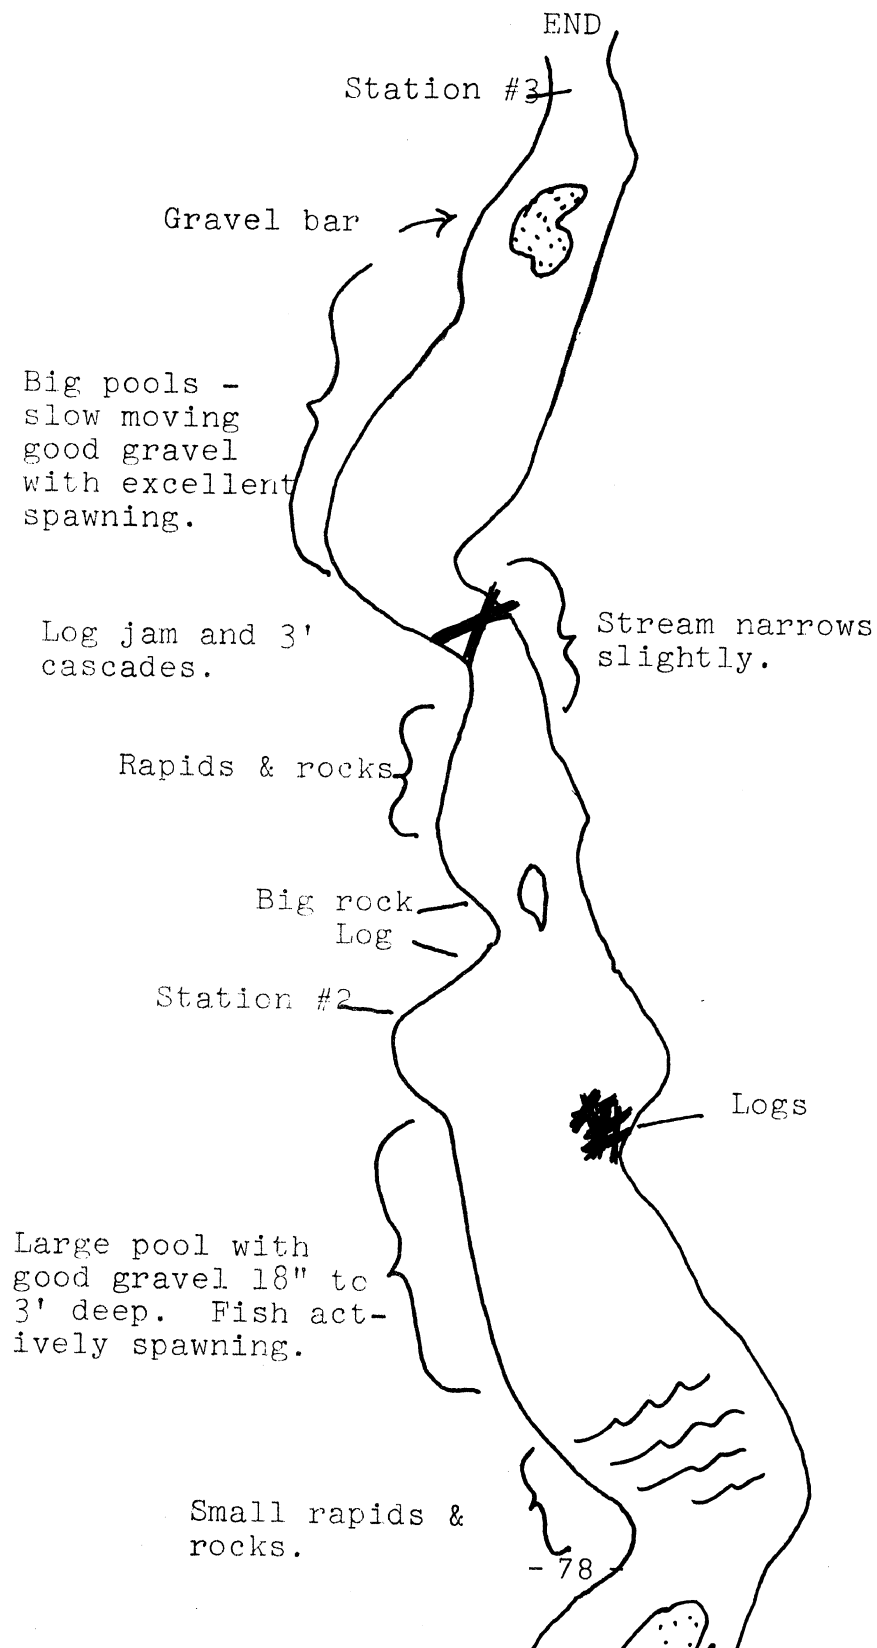 END
Station #3
Gravel bar
Big pools -
slow moving
good gravel
with excellent
spawning.
Log jam and 3'
cascades.
Stream narrows
slightly.
Rapids & rocks
Big rock
Log
Station #2
Logs
Large pool with
good gravel 18" to
3' deep. Fish act-
ively spawning.
Small rapids &
rocks.
- 78 -